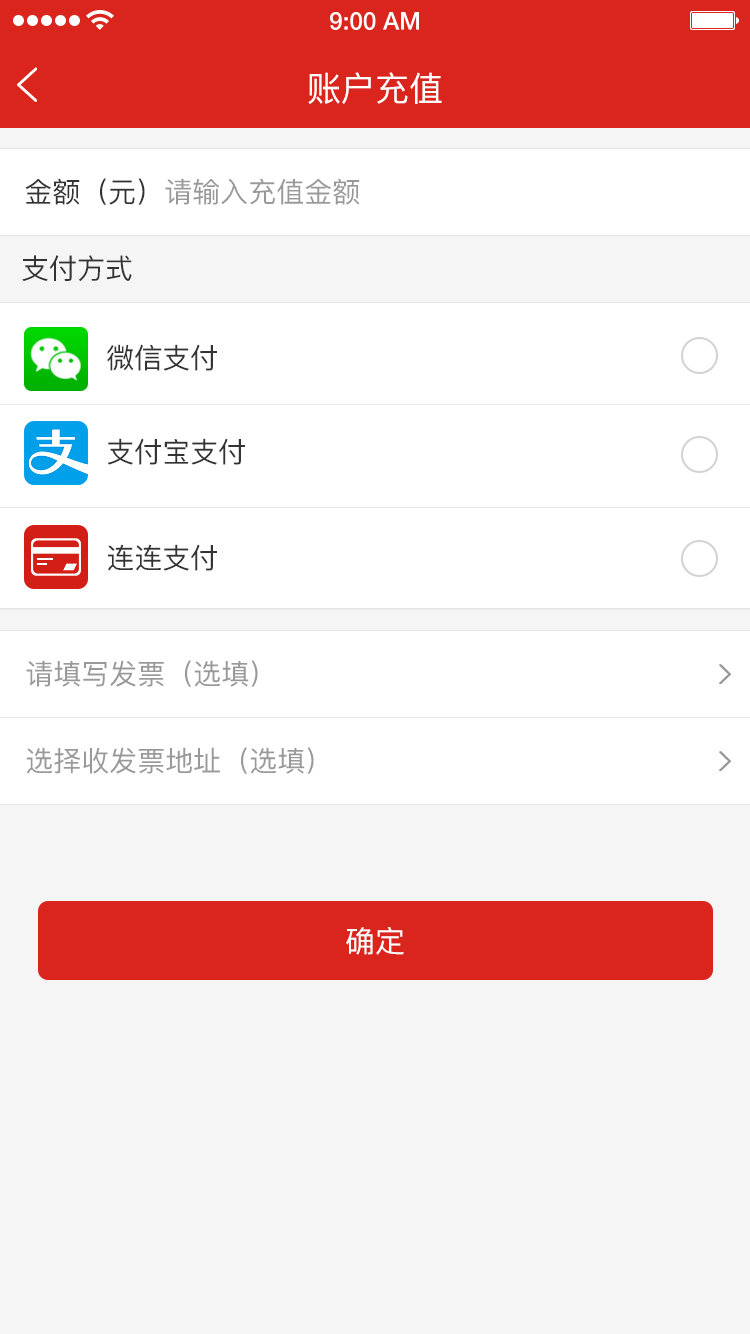 9:00 AM
账户充值
金额（元） 请输入充值金额
支付方式
微信支付
支付宝支付
连连支付
请填写发票（选填）
选择收发票地址（选填）
确定